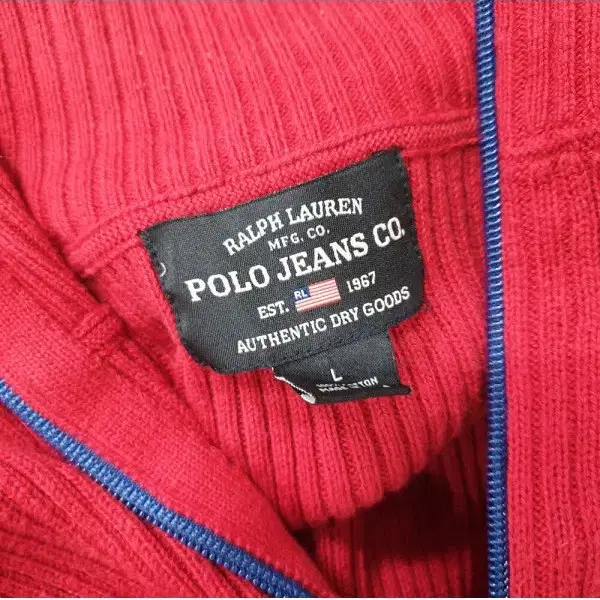 RALPH LAUREN
MFG. CO.
POLO JEANS CO.
EST. RL 1967
AUTHENTIC DRY GOODS
L